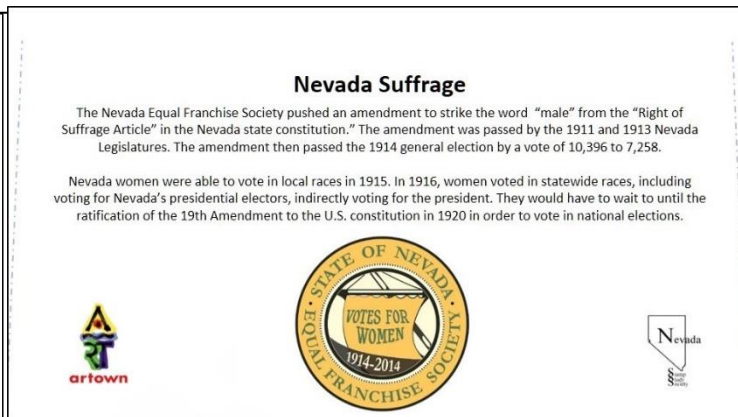 Nevada Suffrage
The Nevada Equal Franchise Society pushed an amendment to strike the word “male” from the “Right of
Suffrage Article” in the Nevada state constitution.” The amendment was passed by the 1911 and 1913 Nevada
Legislatures. The amendment then passed the 1914 general election by a vote of 10,396 to 7,258.
Nevada women were able to vote in local races in 1915. In 1916, women voted in statewide races, including
voting for Nevada’s presidential electors, indirectly voting for the president. They would have to wait to until the
ratification of the 19th Amendment to the U.S. constitution in 1920 in order to vote in national elections.
STATE OF NEVADA
VOTES FOR
WOMEN
1914-2014
EQUAL FRANCHISE SOCIETY
ART
artown
Nevada
Stamp
Study
Society